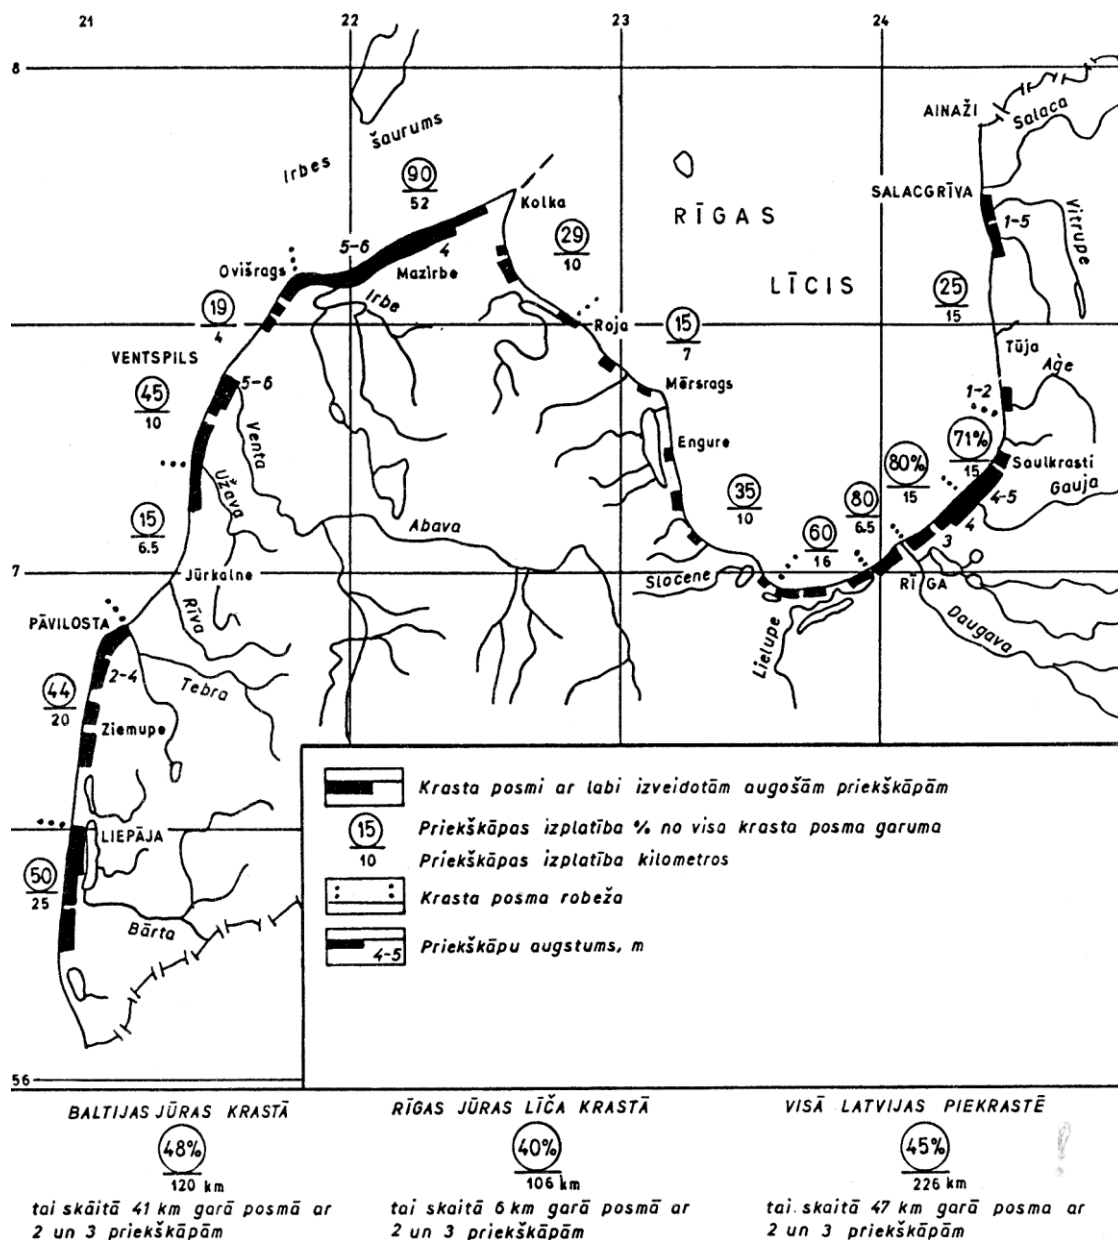 21
22
23
24
8
AINAŽI
Salaca
Irbes šaurums
90
52
Kolka
SALACGRĪVA
1-5
Vitrupe
RĪGAS
LĪCIS
29
10
5-6
4
Mazirbe
Ovišrags
Irbe
19
4
25
15
Roja
15
7
Tūja
VENTSPILS
5-6
45
10
Mērsrags
Aģe
1-2
Venta
Engure
71%
15
Saulkrasti
80%
15
4-5
Gauja
Užava
15
6.5
Abava
35
10
80
6.5
60
16
4
3
7
Jūrkalne
Slocene
RĪGA
PĀVILOSTA
Rīva
Lielupe
Daugava
2-4
Tebra
44
20
Ziemupe
LIEPĀJA
50
25
Bārta
Krasta posmi ar labi izveidotām augošām priekškāpām
15
Priekškāpas izplatība % no visa krasta posma garuma
10
Priekškāpas izplatība kilometros
Krasta posma robeža
4-5
Priekškāpu augstums, m
56
BALTIJAS JŪRAS KRASTĀ
48%
120 km
tai skāitā 41 km garā posmā ar
2 un 3 priekškāpām
RĪGAS JŪRAS LĪČA KRASTĀ
40%
106 km
tai skaitā 6 km garā posmā ar
2 un 3 priekškāpām
VISĀ LATVIJAS PIEKRASTĒ
45%
226 km
tai skaitā 47 km garā posmā ar
2 un 3 priekškāpām
!